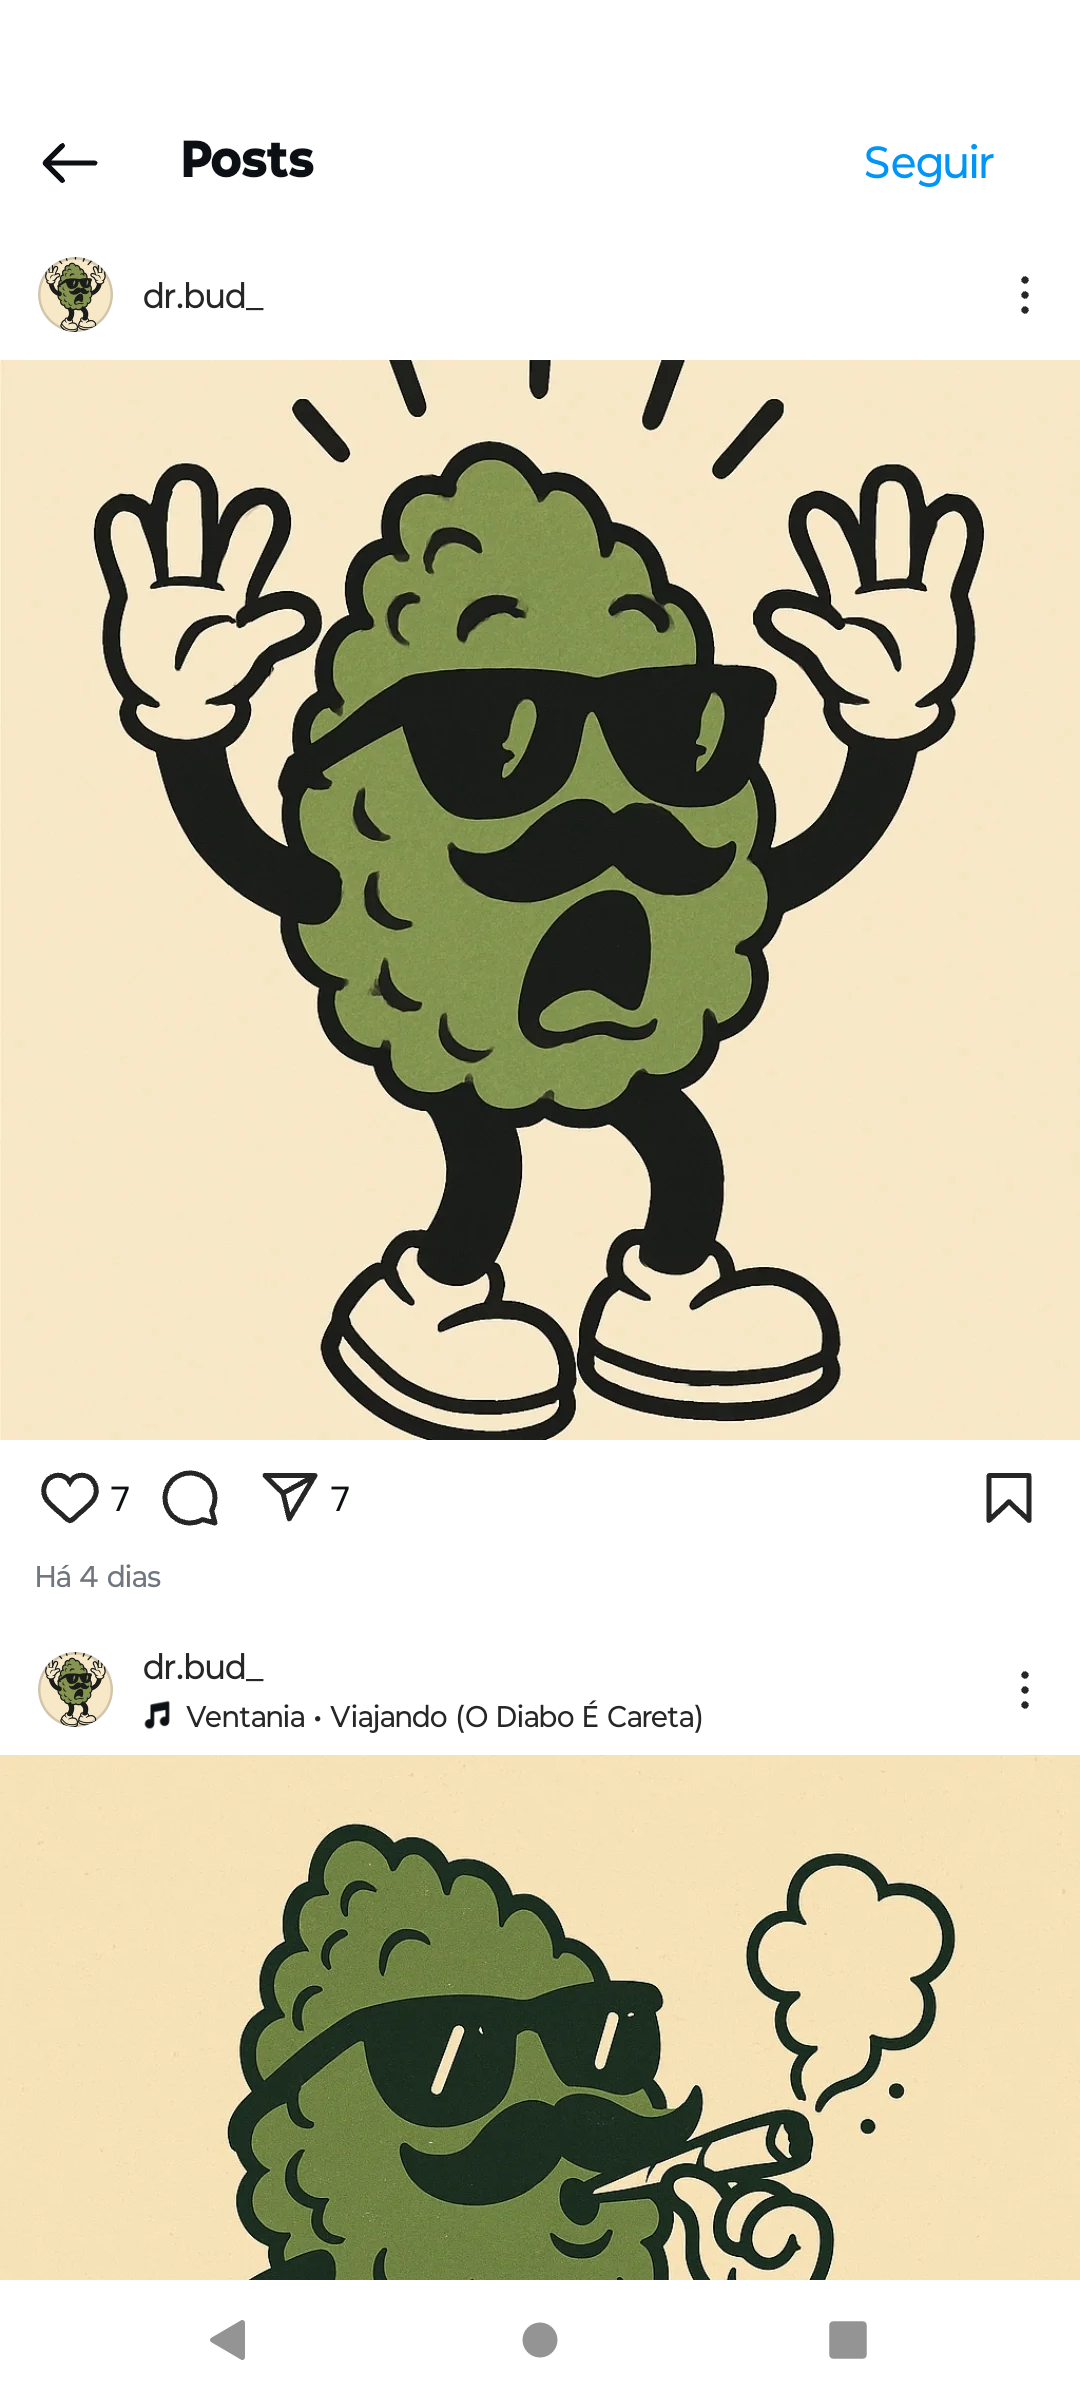 Posts
Seguir
dr.bud_
7
7
Há 4 dias
dr.bud_
Ventania • Viajando (O Diabo É Careta)